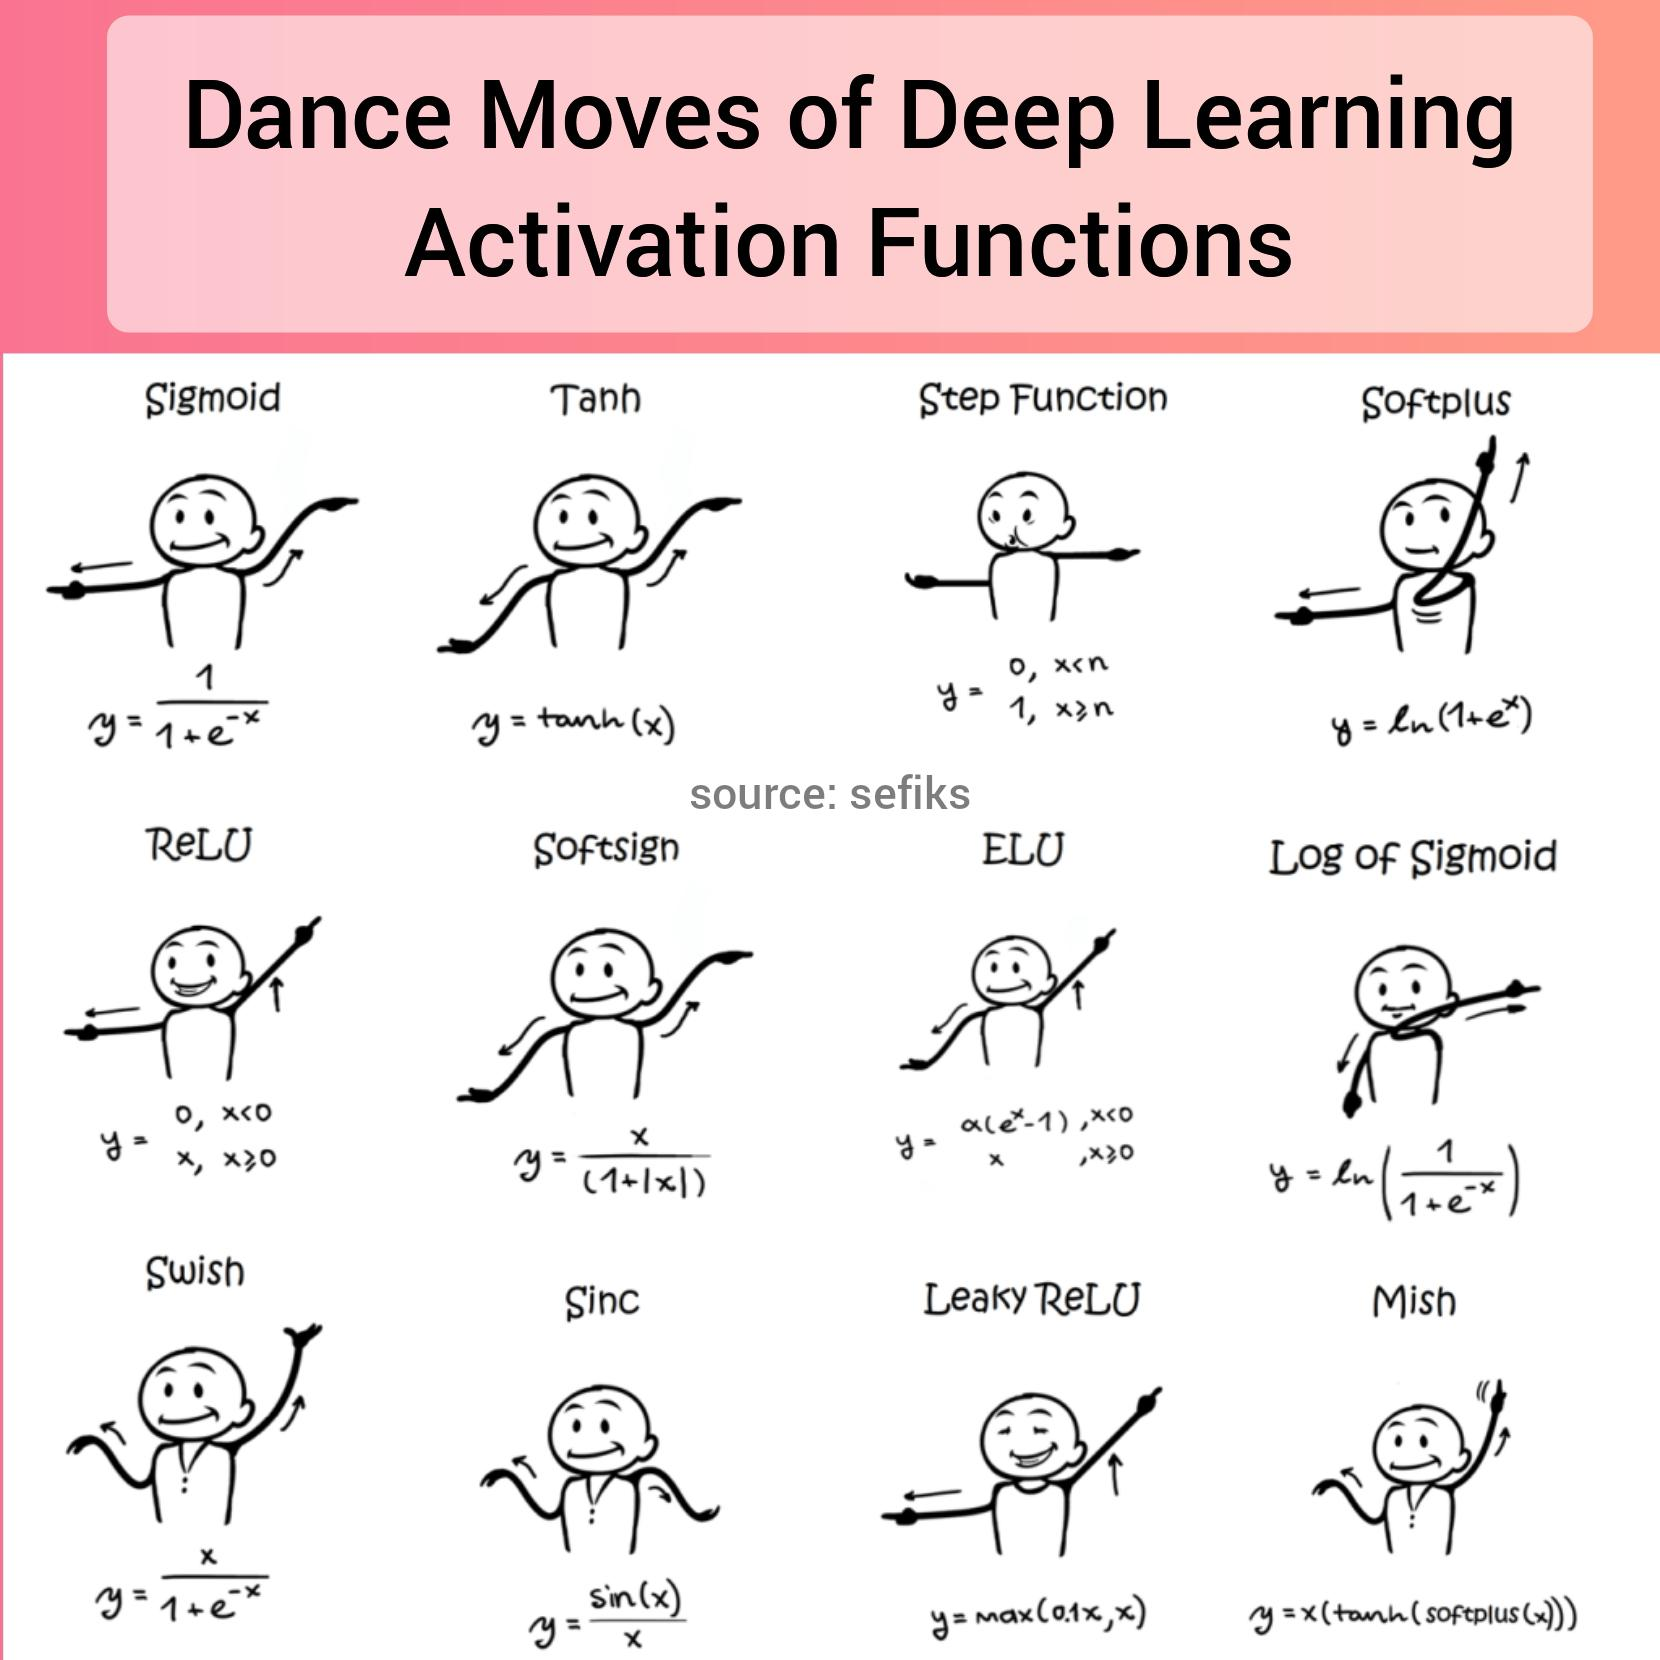 Dance Moves of Deep Learning
Activation Functions
Sigmoid
Tanh
Step Function
Softplus
y = 1 / (1+e^-x)
y = tanh(x)
y = 0, x<n
1, x⩾n
y = ln(1+e^x)
source: sefiks
ReLU
Softsign
ELU
Log of Sigmoid
y = 0, x<0
x, x⩾0
y = x / (1+|x|)
y = α(e^x-1), x<0
x, x⩾0
y = ln(1 / (1+e^-x))
Swish
Sinc
Leaky ReLU
Mish
y = x / (1+e^-x)
y = sin(x) / x
y=max(0.1x,x)
y=x(tanh(softplus(x)))